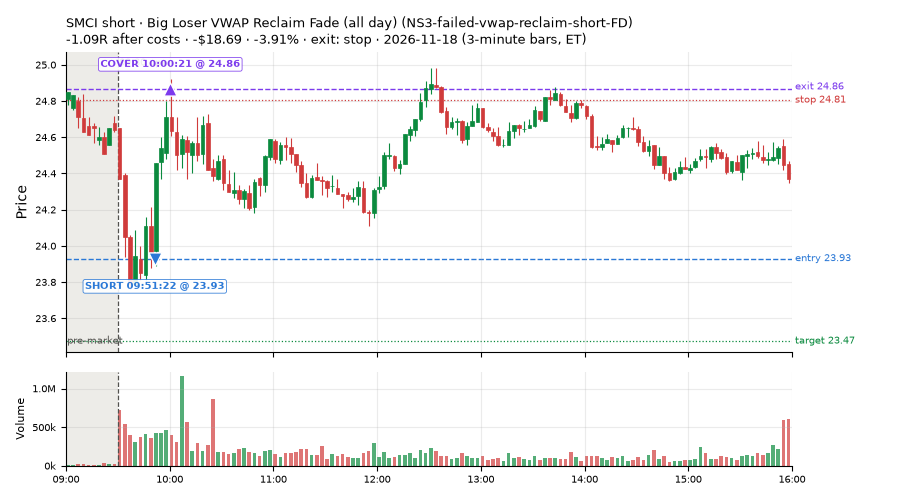 SMCI short · Big Loser VWAP Reclaim Fade (all day) (NS3-failed-vwap-reclaim-short-FD)
-1.09R after costs · -$18.69 · -3.91% · exit: stop · 2026-11-18 (3-minute bars, ET)
Price
25.0
24.8
24.6
24.4
24.2
24.0
23.8
23.6
COVER 10:00:21 @ 24.86
SHORT 09:51:22 @ 23.93
pre-market
exit 24.86
stop 24.81
entry 23.93
target 23.47
Volume
1.0M
500k
0k
09:00
10:00
11:00
12:00
13:00
14:00
15:00
16:00